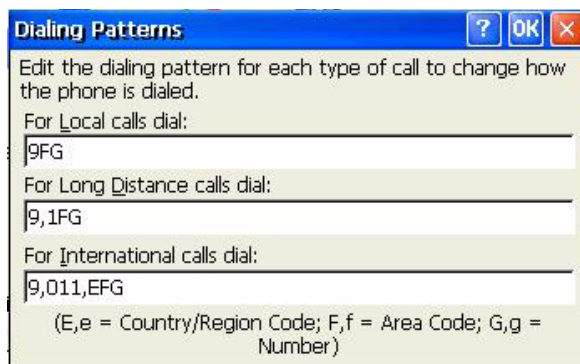 Dialing Patterns ? OK ×
Edit the dialing pattern for each type of call to change how
the phone is dialed.
For Local calls dial:
9FG
For Long Distance calls dial:
9,1FG
For International calls dial:
9,011,EFG
(E,e = Country/Region Code; F,f = Area Code; G,g =
Number)